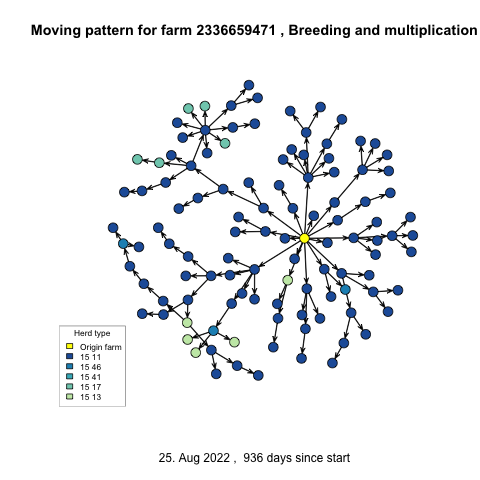 Moving pattern for farm 2336659471 , Breeding and multiplication
Herd type
Origin farm
15 11
15 46
15 41
15 17
15 13
25. Aug 2022 ,  936 days since start